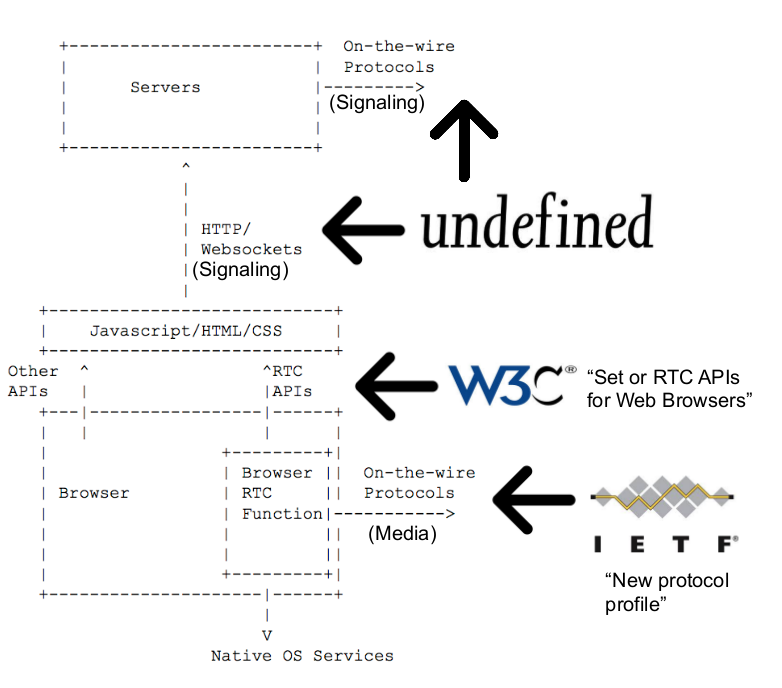 On-the-wire
Protocols
Servers
(Signaling)
HTTP/
Websockets
(Signaling)
undefined
Javascript/HTML/CSS
Other
APIs
RTC
APIs
W3C®
“Set or RTC APIs
for Web Browsers”
Browser
Browser
RTC
Function
On-the-wire
Protocols
(Media)
IETF®
“New protocol
profile”
Native OS Services